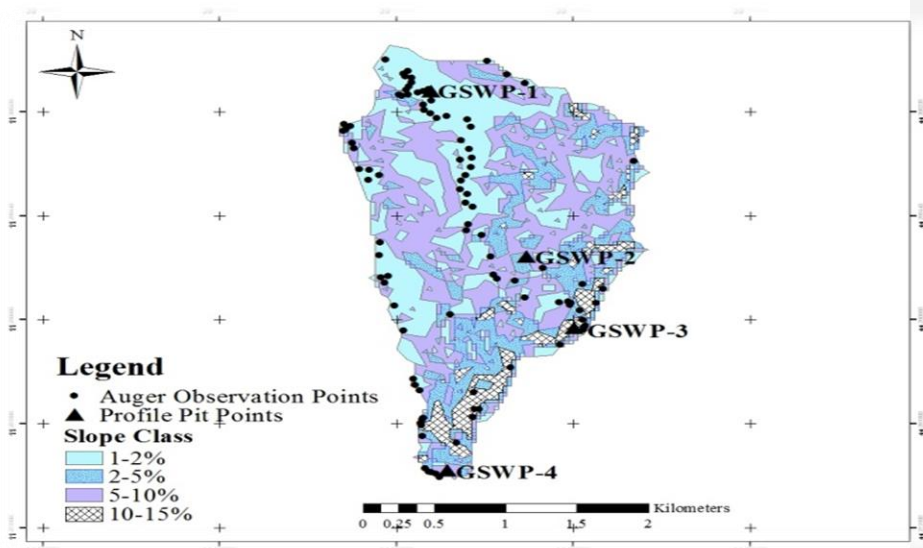 N
GSWP-1
GSWP-2
GSWP-3
GSWP-4
Legend
Auger Observation Points
Profile Pit Points
Slope Class
1-2%
2-5%
5-10%
10-15%
Kilometers
0 0.25 0.5 1 1.5 2